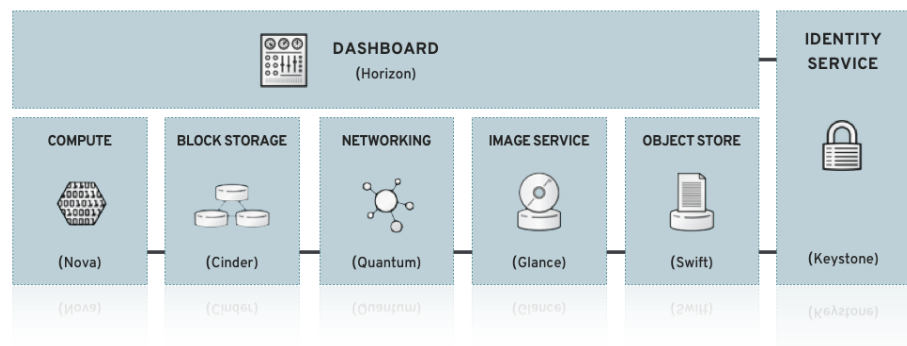 DASHBOARD
(Horizon)
IDENTITY
SERVICE
(Keystone)
COMPUTE
(Nova)
BLOCK STORAGE
(Cinder)
NETWORKING
(Quantum)
IMAGE SERVICE
(Glance)
OBJECT STORE
(Swift)